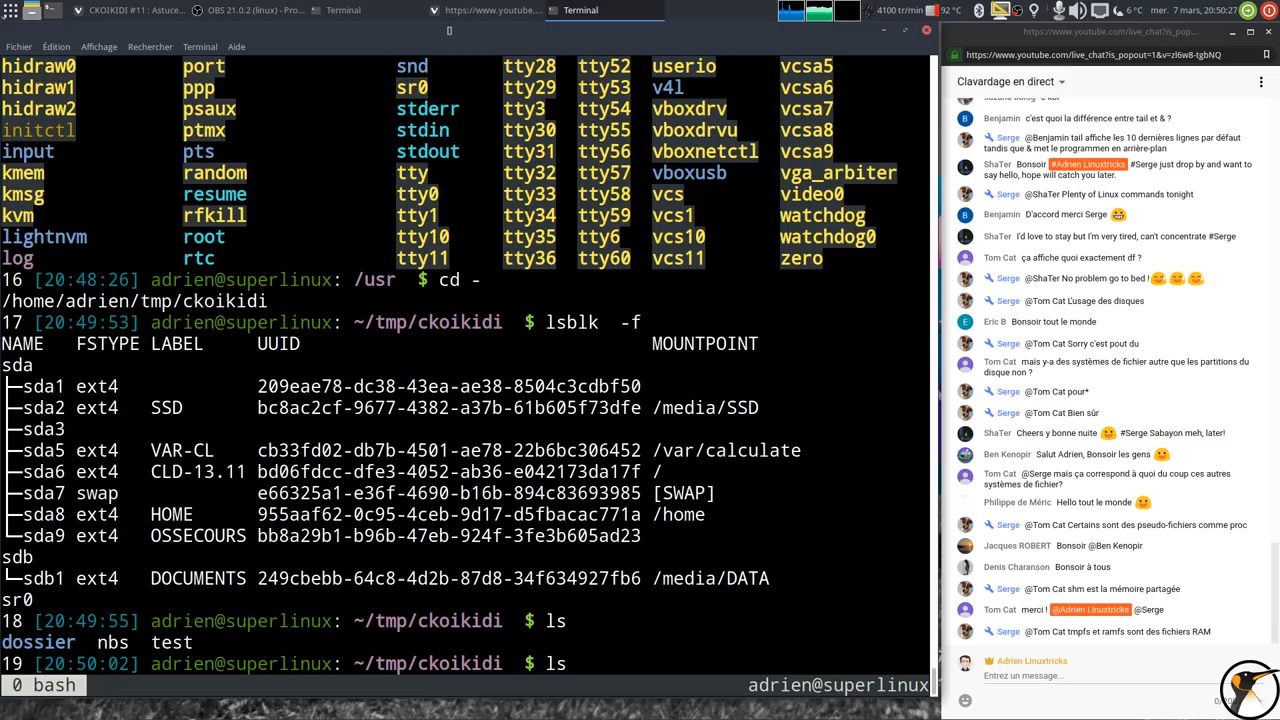 CKOIKIDI #11 : Astuce...
OBS 21.0.2 (linux) - Pro...
Terminal
https://www.youtube....
Terminal
4100 tr/min
92 °C
6 °C
mer. 7 mars, 20:50:27
Fichier Édition Affichage Rechercher Terminal Aide
hidraw0 port snd tty28 tty52 userio vcsa5
hidraw1 ppp sr0 tty29 tty53 v4l vcsa6
hidraw2 psaux stderr tty3 tty54 vboxdrv vcsa7
initctl ptmx stdin tty30 tty55 vboxdrvu vcsa8
input pts stdout tty31 tty56 vboxnetctl vcsa9
kmem random tty tty32 tty57 vboxusb vga_arbiter
kmsg resume tty0 tty33 tty58 vcs video0
kvm rfkill tty1 tty34 tty59 vcs1 watchdog
lightnvm root tty10 tty35 tty6 vcs10 watchdog0
log rtc tty11 tty36 tty60 vcs11 zero
16 [20:48:26] adrien@superlinux: /usr $ cd -
/home/adrien/tmp/ckoikidi
17 [20:49:53] adrien@superlinux: ~/tmp/ckoikidi $ lsblk -f
NAME FSTYPE LABEL UUID MOUNTPOINT
sda
├─sda1 ext4 209eae78-dc38-43ea-ae38-8504c3cdbf50
├─sda2 ext4 SSD bc8ac2cf-9677-4382-a37b-61b605f73dfe /media/SSD
├─sda3
├─sda5 ext4 VAR-CL cb33fd02-db7b-4501-ae78-22b6bc306452 /var/calculate
├─sda6 ext4 CLD-13.11 0606fdcc-dfe3-4052-ab36-e042173da17f /
├─sda7 swap e66325a1-c36f-4690-b16b-894c83693985 [SWAP]
├─sda8 ext4 HOME 955aaf62-0c95-4dcb-9d17-d5fbacac771a /home
└─sda9 ext4 OSSECOURS bb8ac9b1-b96b-47eb-924f-3fe3b605ad23
sdb
└─sdb1 ext4 DOCUMENTS 249cbebb-64c8-4d2b-87d8-34f634927fb6 /media/DATA
sr0
18 [20:49:55] adrien@superlinux: ~/tmp/ckoikidi $ ls
dossier nbs test
19 [20:50:02] adrien@superlinux: ~/tmp/ckoikidi $ ls
0 bash adrien@superlinux
https://www.youtube.com/live_chat?is_pop...
https://www.youtube.com/live_chat?is_popout=1&v=zl6w8-tgbNQ
Clavardage en direct
Benjamin c'est quoi la différence entre tail et & ?
Serge @Benjamin tail affiche les 10 dernières lignes par défaut
tandis que & met le programmen en arrière-plan
ShaTer Bonsoir #Adrien Linuxtricks #Serge just drop by and want to
say hello, hope will catch you later.
Serge @ShaTer Plenty of Linux commands tonight
Benjamin D'accord merci Serge
ShaTer I'd love to stay but I'm very tired, can't concentrate #Serge
Tom Cat ça affiche quoi exactement df ?
Serge @ShaTer No problem go to bed !
Serge @Tom Cat L'usage des disques
Eric B Bonsoir tout le monde
Serge @Tom Cat Sorry c'est pout du
Tom Cat mais y-a des systèmes de fichier autre que les partitions du
disque non ?
Serge @Tom Cat pour*
Serge @Tom Cat Bien sûr
ShaTer Cheers y bonne nuite #Serge Sabayon meh, later!
Ben Kenopir Salut Adrien, Bonsoir les gens
Tom Cat @Serge mais ça correspond à quoi du coup ces autres
systèmes de fichier?
Philippe de Méric Hello tout le monde
Serge @Tom Cat Certains sont des pseudo-fichiers comme proc
Jacques ROBERT Bonsoir @Ben Kenopir
Denis Charanson Bonsoir à tous
Serge @Tom Cat shm est la mémoire partagée
Tom Cat merci ! @Adrien Linuxtricks @Serge
Serge @Tom Cat tmpfs et ramfs sont des fichiers RAM
Adrien Linuxtricks
Entrez un message...